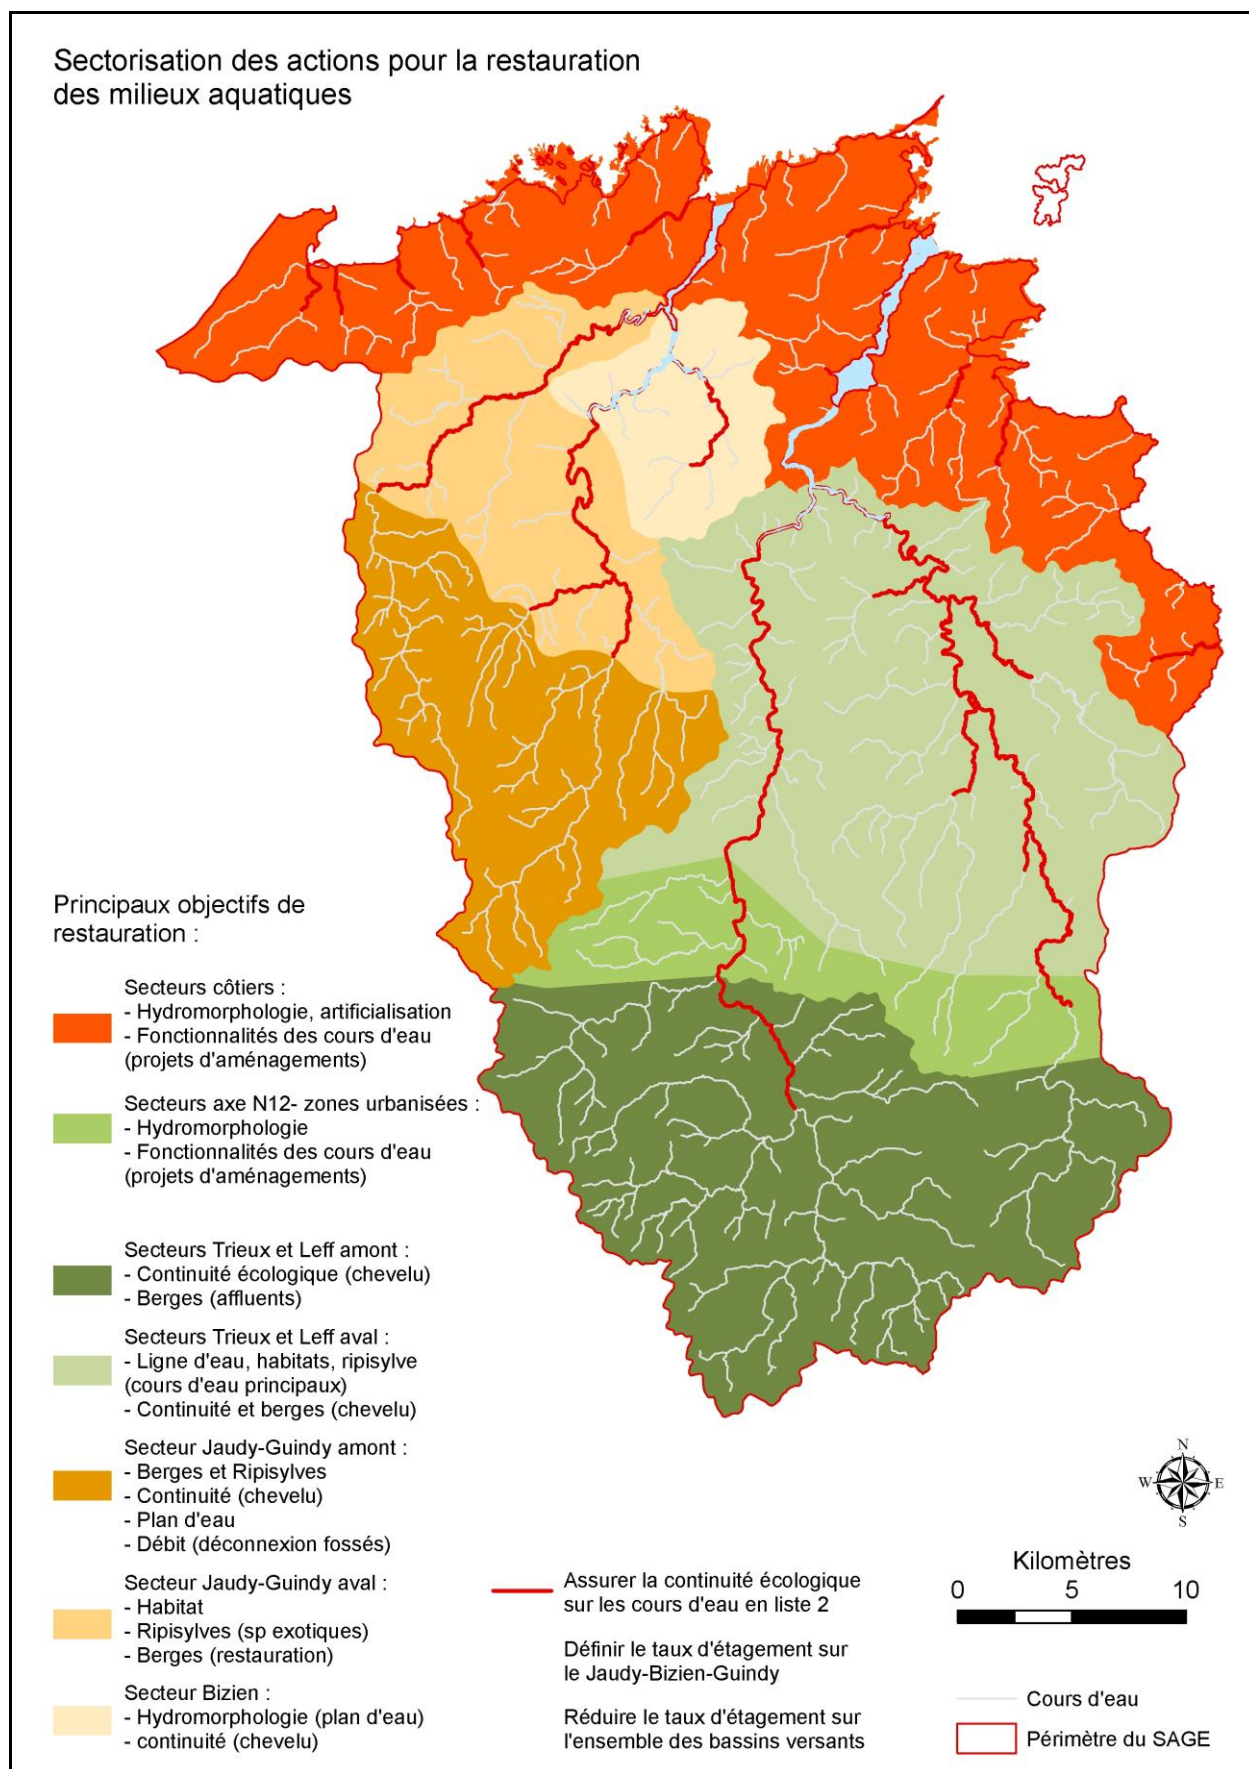 Sectorisation des actions pour la restauration
des milieux aquatiques
Principaux objectifs de
restauration :
Secteurs côtiers :
- Hydromorphologie, artificialisation
- Fonctionnalités des cours d'eau
(projets d'aménagements)
Secteurs axe N12- zones urbanisées :
- Hydromorphologie
- Fonctionnalités des cours d'eau
(projets d'aménagements)
Secteurs Trieux et Leff amont :
- Continuité écologique (chevelu)
- Berges (affluents)
Secteurs Trieux et Leff aval :
- Ligne d'eau, habitats, ripisylve
(cours d'eau principaux)
- Continuité et berges (chevelu)
Secteur Jaudy-Guindy amont :
- Berges et Ripisylves
- Continuité (chevelu)
- Plan d'eau
- Débit (déconnexion fossés)
Secteur Jaudy-Guindy aval :
- Habitat
- Ripisylves (sp exotiques)
- Berges (restauration)
Secteur Bizien :
- Hydromorphologie (plan d'eau)
- continuité (chevelu)
Assurer la continuité écologique
sur les cours d'eau en liste 2
Définir le taux d'étagement sur
le Jaudy-Bizien-Guindy
Réduire le taux d'étagement sur
l'ensemble des bassins versants
N
W E
S
Kilomètres
0 5 10
Cours d'eau
Périmètre du SAGE